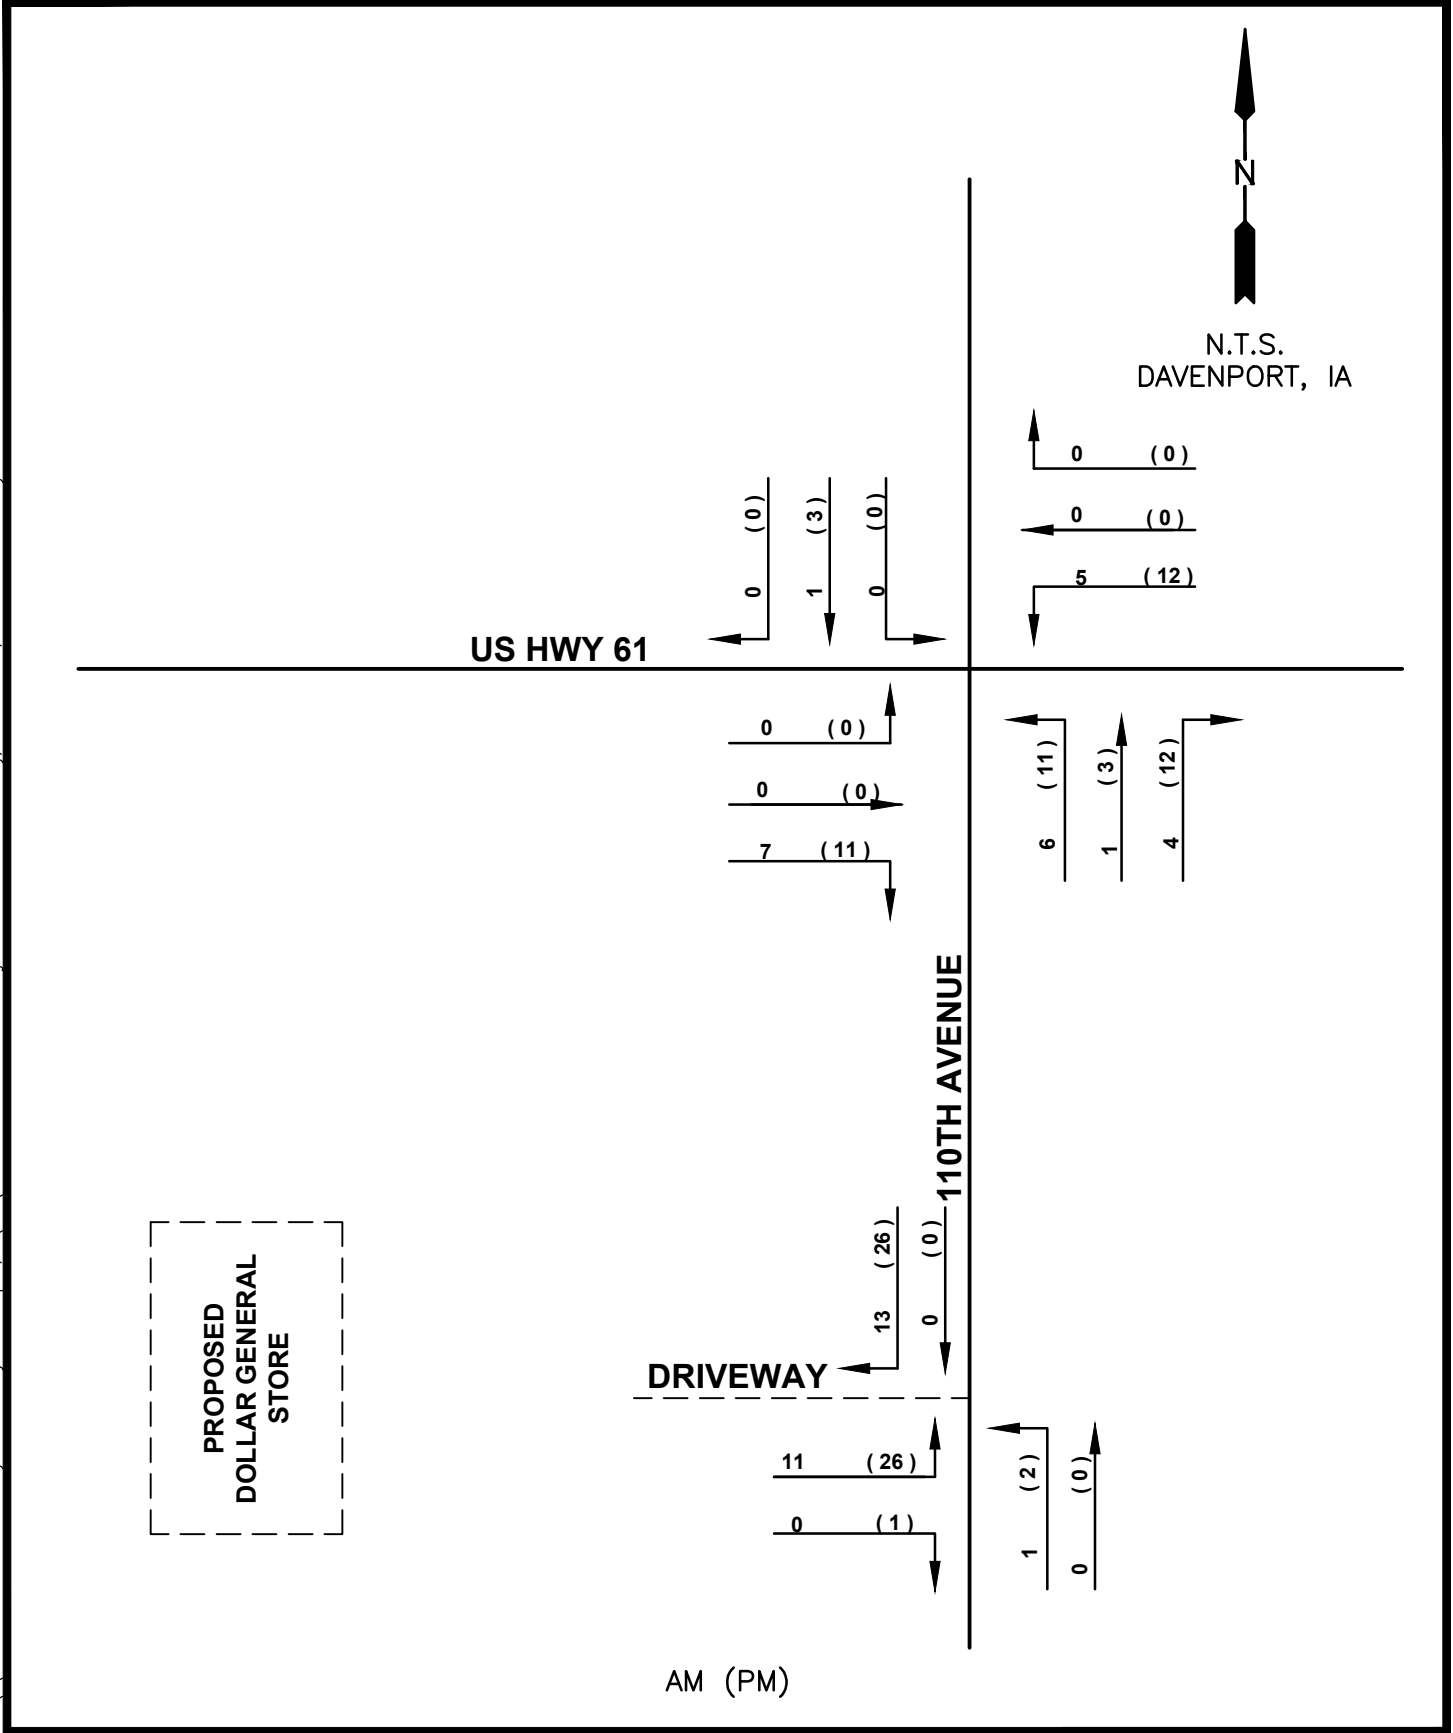 N
N.T.S.
DAVENPORT, IA
0 (0)
0 (0)
5 (12)
0 (0)
1 (3)
0 (0)
US HWY 61
0 (0)
0 (0)
7 (11)
6 (11)
1 (3)
4 (12)
110TH AVENUE
13 (26)
0 (0)
PROPOSED
DOLLAR GENERAL
STORE
DRIVEWAY
11 (26)
0 (1)
1 (2)
0 (0)
AM (PM)